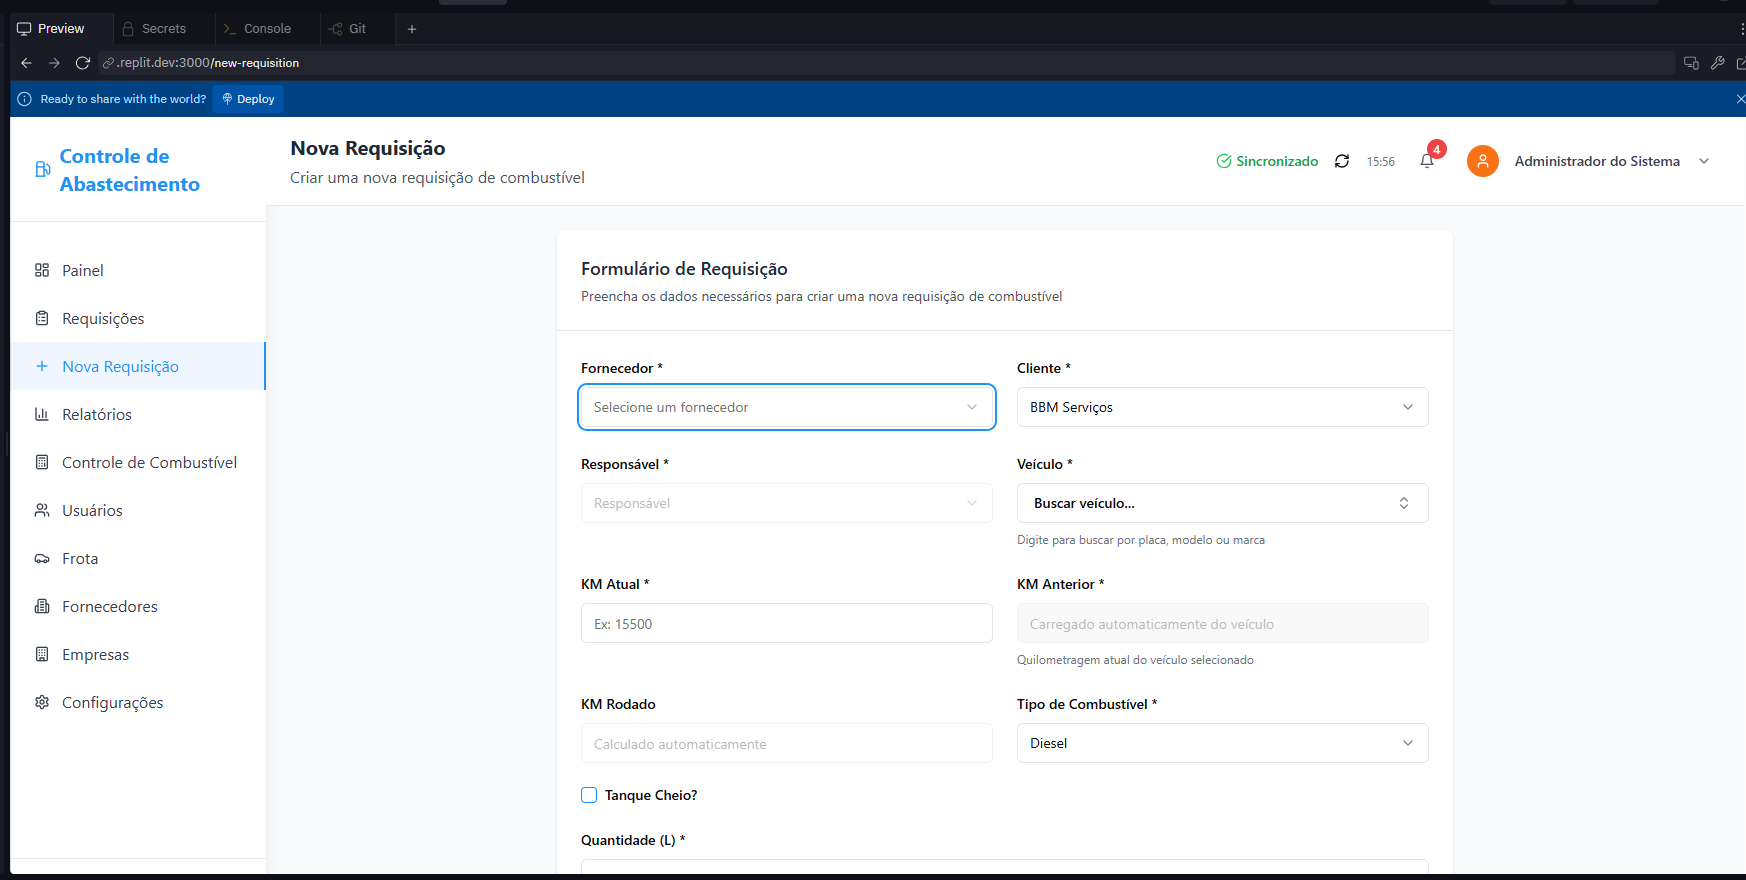 Preview
Secrets
Console
Git
.replit.dev:3000/new-requisition
Ready to share with the world?
Deploy
Controle de
Abastecimento
Nova Requisição
Criar uma nova requisição de combustível
Sincronizado
15:56
4
Administrador do Sistema
Painel
Requisições
Nova Requisição
Relatórios
Controle de Combustível
Usuários
Frota
Fornecedores
Empresas
Configurações
Formulário de Requisição
Preencha os dados necessários para criar uma nova requisição de combustível
Fornecedor *
Selecione um fornecedor
Cliente *
BBM Serviços
Responsável *
Responsável
Veículo *
Buscar veículo...
Digite para buscar por placa, modelo ou marca
KM Atual *
Ex: 15500
KM Anterior *
Carregado automaticamente do veículo
Quilometragem atual do veículo selecionado
KM Rodado
Calculado automaticamente
Tipo de Combustível *
Diesel
Tanque Cheio?
Quantidade (L) *